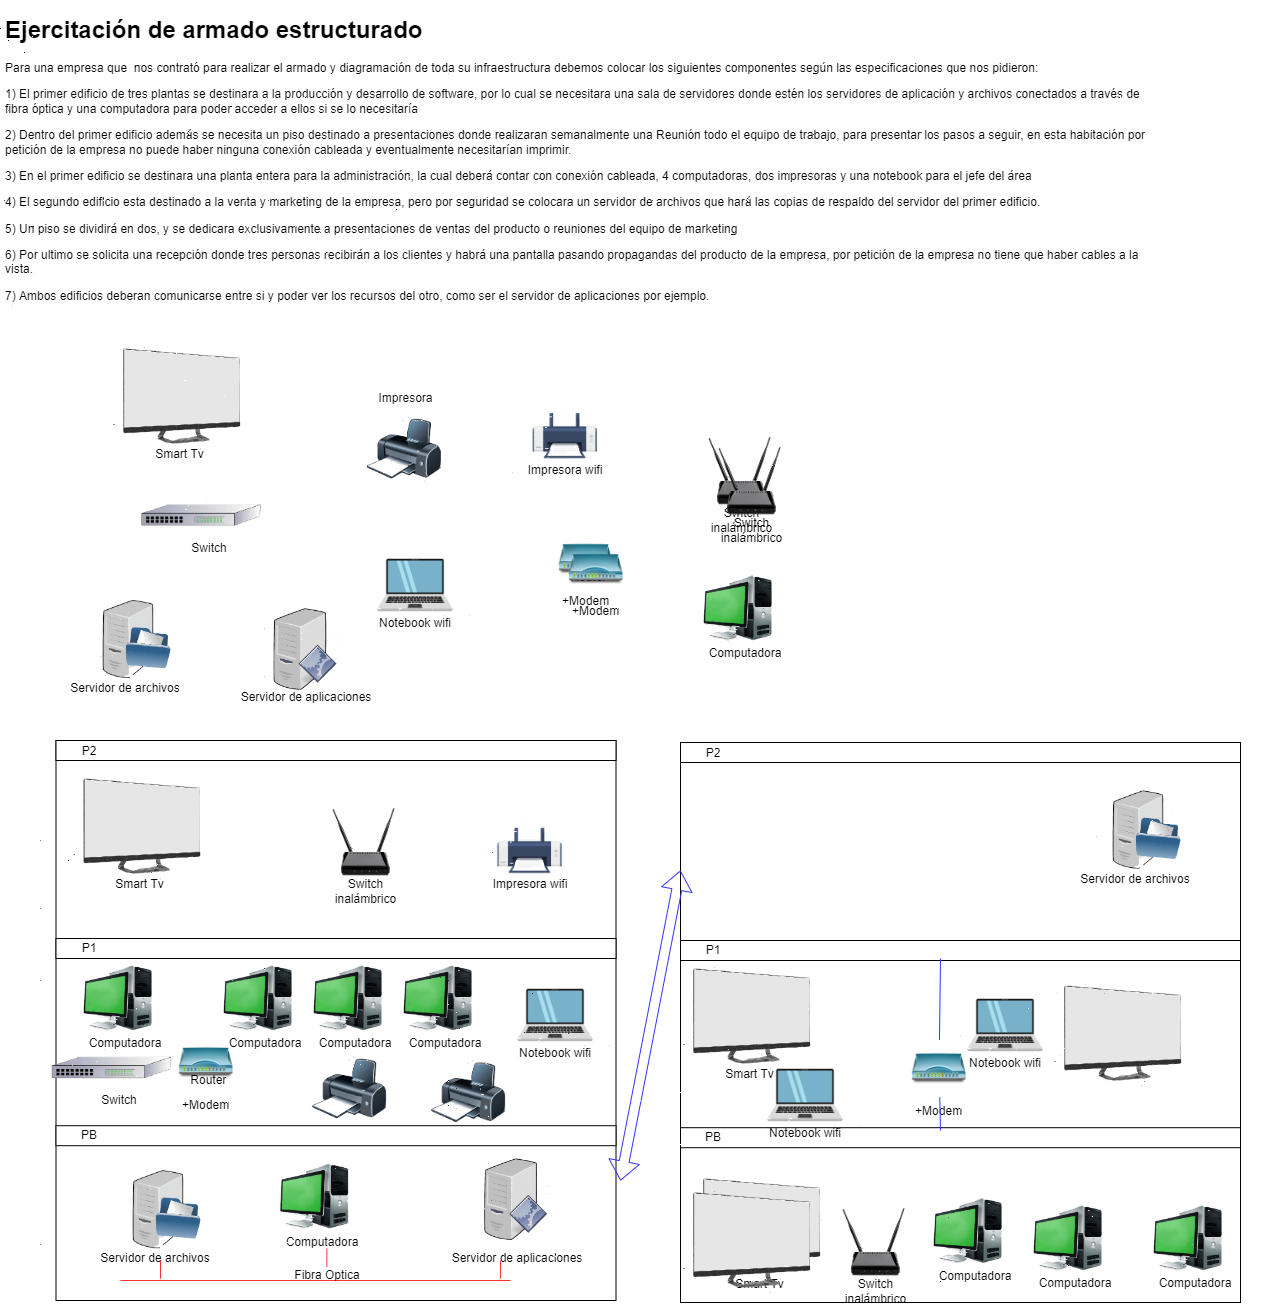 Ejercitación de armado estructurado
Para una empresa que  nos contrató para realizar el armado y diagramación de toda su infraestructura debemos colocar los siguientes componentes según las especificaciones que nos pidieron:
1) El primer edificio de tres plantas se destinara a la producción y desarrollo de software, por lo cual se necesitara una sala de servidores donde estén los servidores de aplicación y archivos conectados a través de
fibra óptica y una computadora para poder acceder a ellos si se lo necesitaría
2) Dentro del primer edificio además se necesita un piso destinado a presentaciones donde realizaran semanalmente una Reunión todo el equipo de trabajo, para presentar los pasos a seguir, en esta habitación por
petición de la empresa no puede haber ninguna conexión cableada y eventualmente necesitarían imprimir.
3) En el primer edificio se destinara una planta entera para la administración, la cual deberá contar con conexión cableada, 4 computadoras, dos impresoras y una notebook para el jefe del área
4) El segundo edificio esta destinado a la venta y marketing de la empresa, pero por seguridad se colocara un servidor de archivos que hará las copias de respaldo del servidor del primer edificio.
5) Un piso se dividirá en dos, y se dedicara exclusivamente a presentaciones de ventas del producto o reuniones del equipo de marketing
6) Por ultimo se solicita una recepción donde tres personas recibirán a los clientes y habrá una pantalla pasando propagandas del producto de la empresa, por petición de la empresa no tiene que haber cables a la
vista.
7) Ambos edificios deberan comunicarse entre si y poder ver los recursos del otro, como ser el servidor de aplicaciones por ejemplo.
Impresora
Smart Tv
Impresora wifi
Switch
inalámbrico
Switch
inalámbrico
Switch
+Modem
+Modem
Notebook wifi
Computadora
Servidor de archivos
Servidor de aplicaciones
P2
Smart Tv
Switch
inalámbrico
Impresora wifi
P1
Computadora
Computadora
Computadora
Computadora
Notebook wifi
Switch
Router
+Modem
PB
Servidor de archivos
Computadora
Servidor de aplicaciones
Fibra Optica
P2
Servidor de archivos
P1
Smart Tv
Notebook wifi
Notebook wifi
+Modem
PB
Smart Tv
Switch
inalámbrico
Computadora
Computadora
Computadora